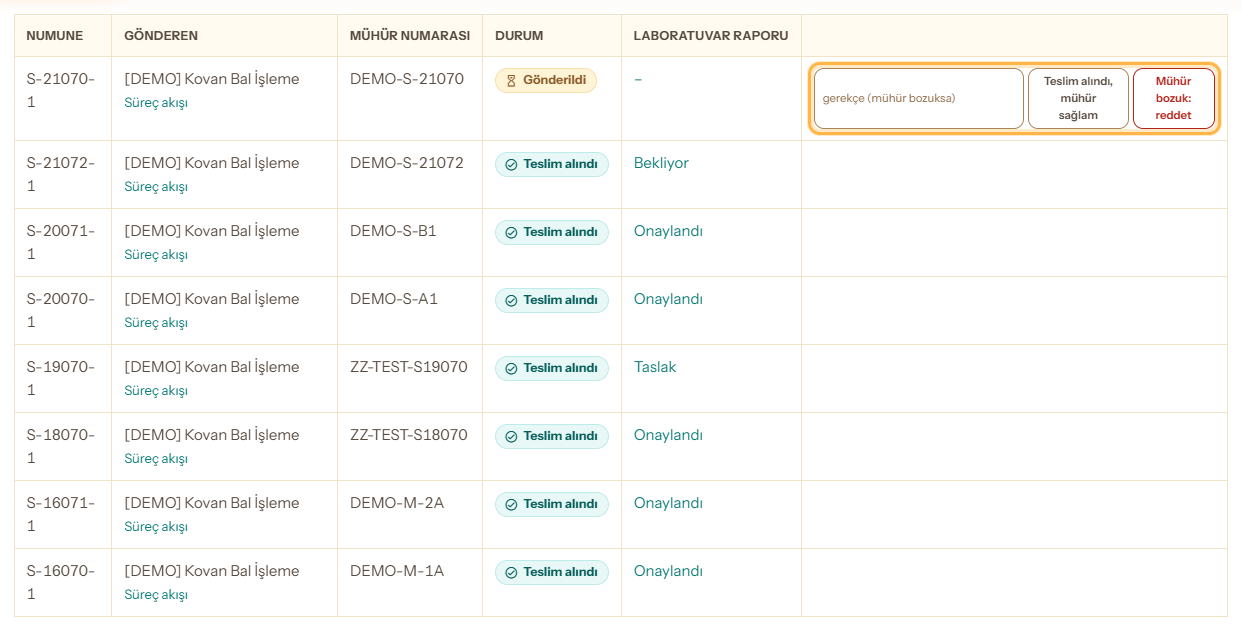 NUMUNE GÖNDEREN MÜHÜR NUMARASI DURUM LABORATUVAR RAPORU
S-21070-1 [DEMO] Kovan Bal İşleme DEMO-S-21070 Gönderildi –
Süreç akışı
gerekçe (mühür bozuksa)
Teslim alındı, mühür sağlam
Mühür bozuk: reddet
S-21072-1 [DEMO] Kovan Bal İşleme DEMO-S-21072 Teslim alındı Bekliyor
Süreç akışı
S-20071-1 [DEMO] Kovan Bal İşleme DEMO-S-B1 Teslim alındı Onaylandı
Süreç akışı
S-20070-1 [DEMO] Kovan Bal İşleme DEMO-S-A1 Teslim alındı Onaylandı
Süreç akışı
S-19070-1 [DEMO] Kovan Bal İşleme ZZ-TEST-S19070 Teslim alındı Taslak
Süreç akışı
S-18070-1 [DEMO] Kovan Bal İşleme ZZ-TEST-S18070 Teslim alındı Onaylandı
Süreç akışı
S-16071-1 [DEMO] Kovan Bal İşleme DEMO-M-2A Teslim alındı Onaylandı
Süreç akışı
S-16070-1 [DEMO] Kovan Bal İşleme DEMO-M-1A Teslim alındı Onaylandı
Süreç akışı